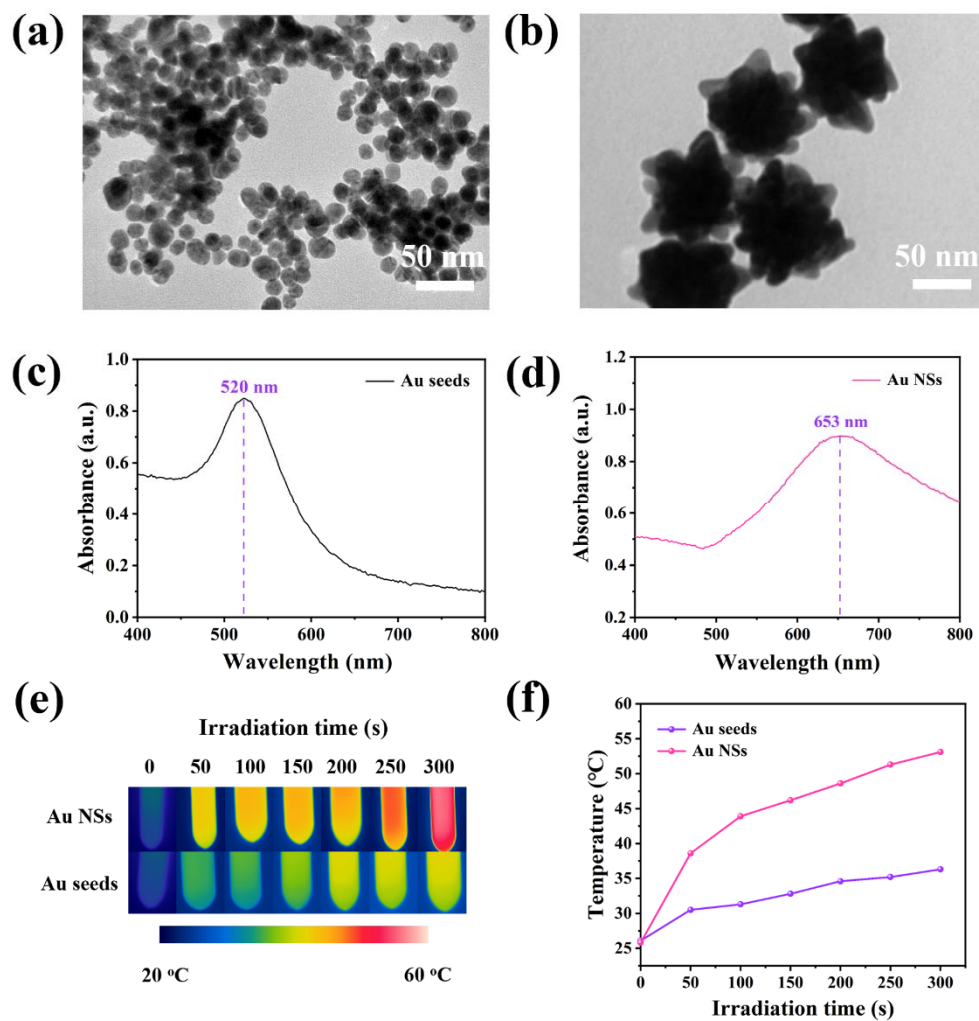 (a)
50 nm
(b)
50 nm
(c)
1.0
0.8
0.6
0.4
0.2
0.0
Absorbance (a.u.)
520 nm
Au seeds
400 500 600 700 800
Wavelength (nm)
(d)
1.2
1.0
0.8
0.6
0.4
0.2
Absorbance (a.u.)
653 nm
Au NSs
400 500 600 700 800
Wavelength (nm)
(e)
Irradiation time (s)
0 50 100 150 200 250 300
Au NSs
Au seeds
20 °C 60 °C
(f)
60
55
50
45
40
35
30
25
Temperature (℃)
Au seeds
Au NSs
0 50 100 150 200 250 300
Irradiation time (s)